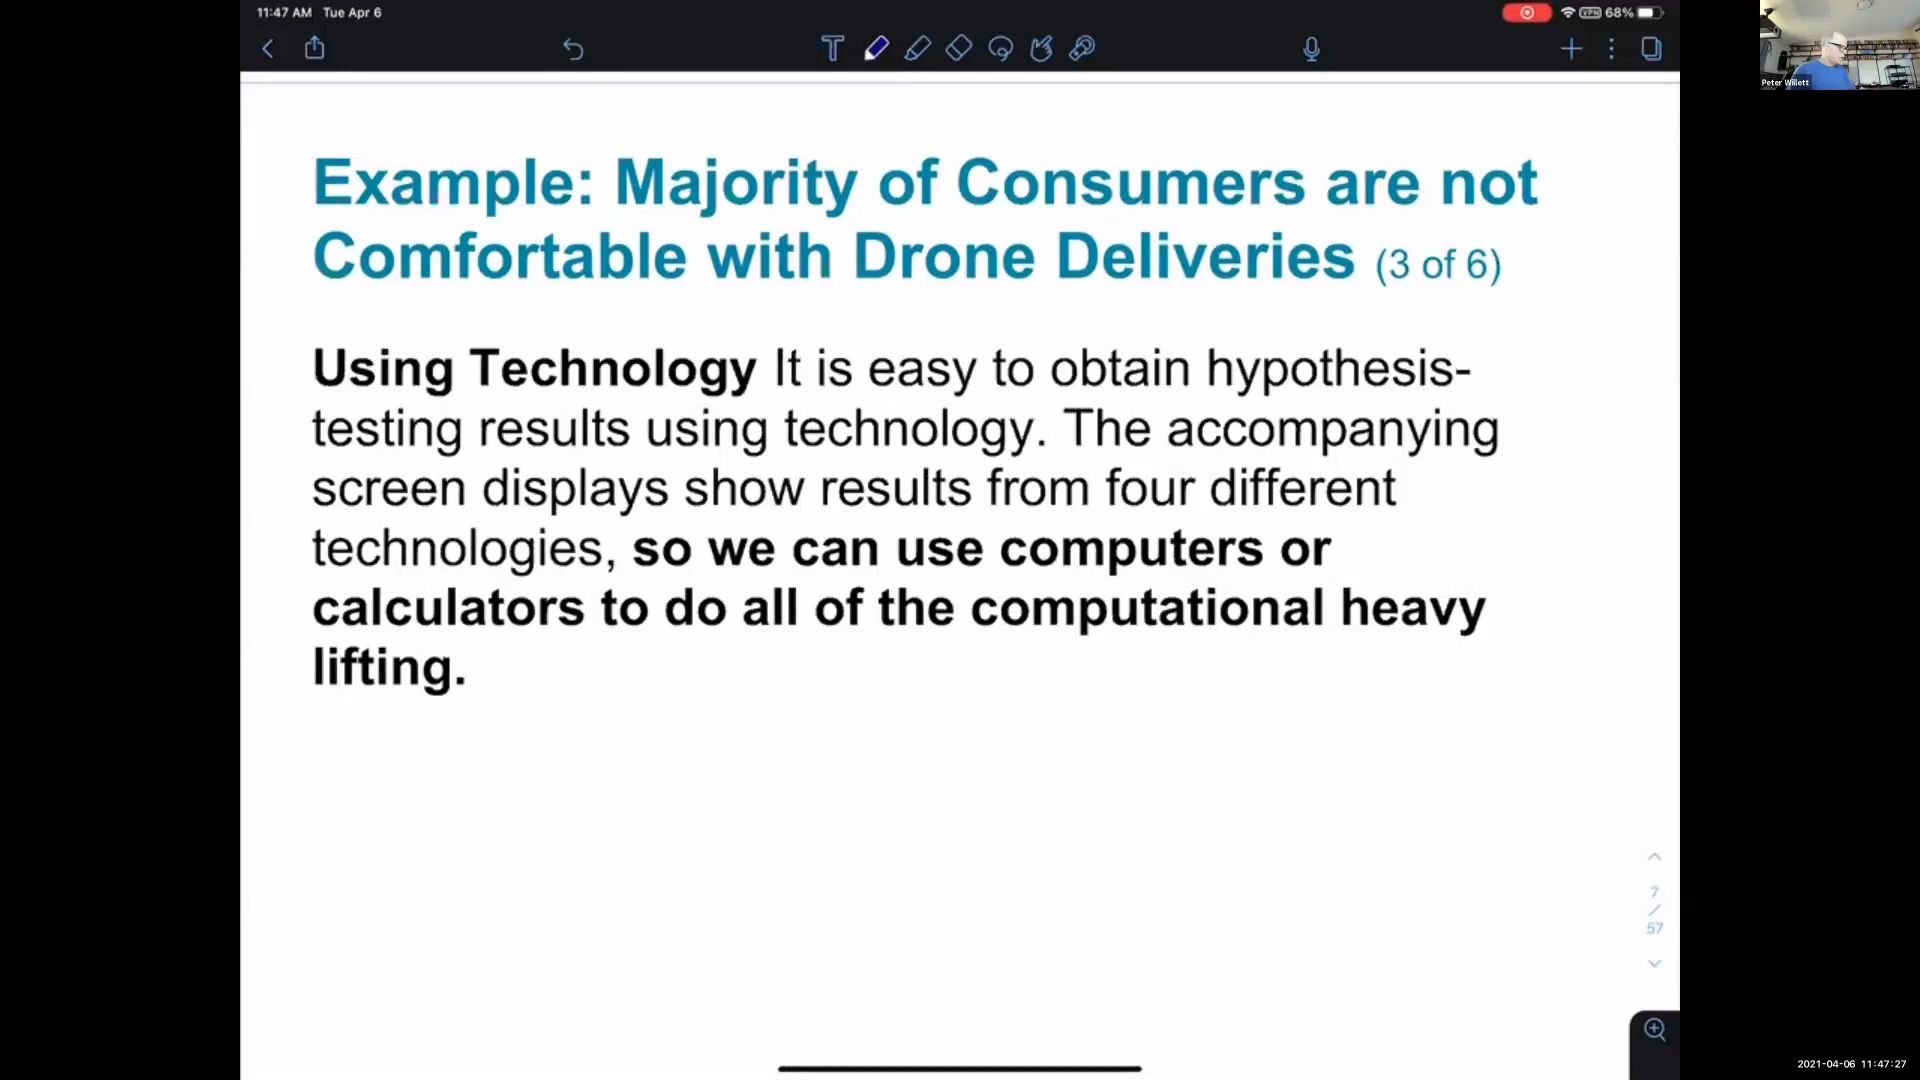 11:47 AM Tue Apr 6
VPN 68%
Peter Willett
Example: Majority of Consumers are not
Comfortable with Drone Deliveries (3 of 6)
Using Technology It is easy to obtain hypothesis-
testing results using technology. The accompanying
screen displays show results from four different
technologies, so we can use computers or
calculators to do all of the computational heavy
lifting.
7
/
57
2021-04-06 11:47:27